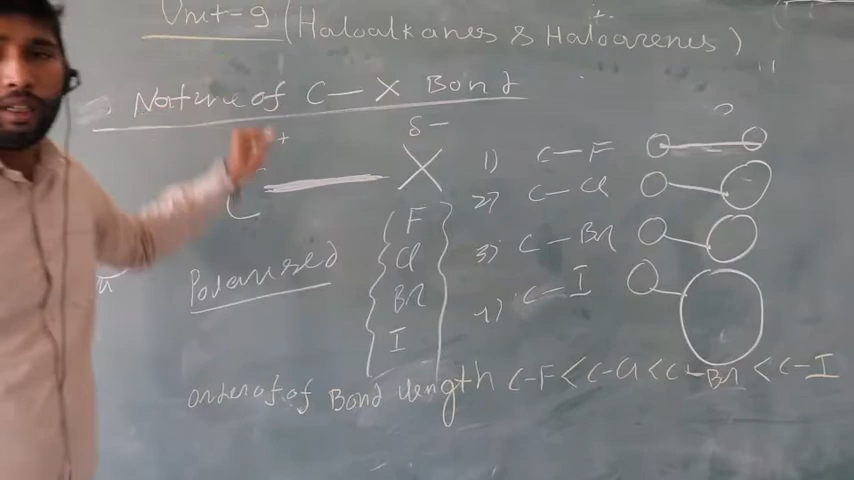 Unit-9 (Haloalkanes & Haloarenes)
Nature of C—X Bond
+ δ-
C X
Polarised
F
Cl
Br
I
1) C-F
2) C-Cl
3) C-Br
4) C-I
order of of Bond length C-F<C-Cl<C-Br<C-I